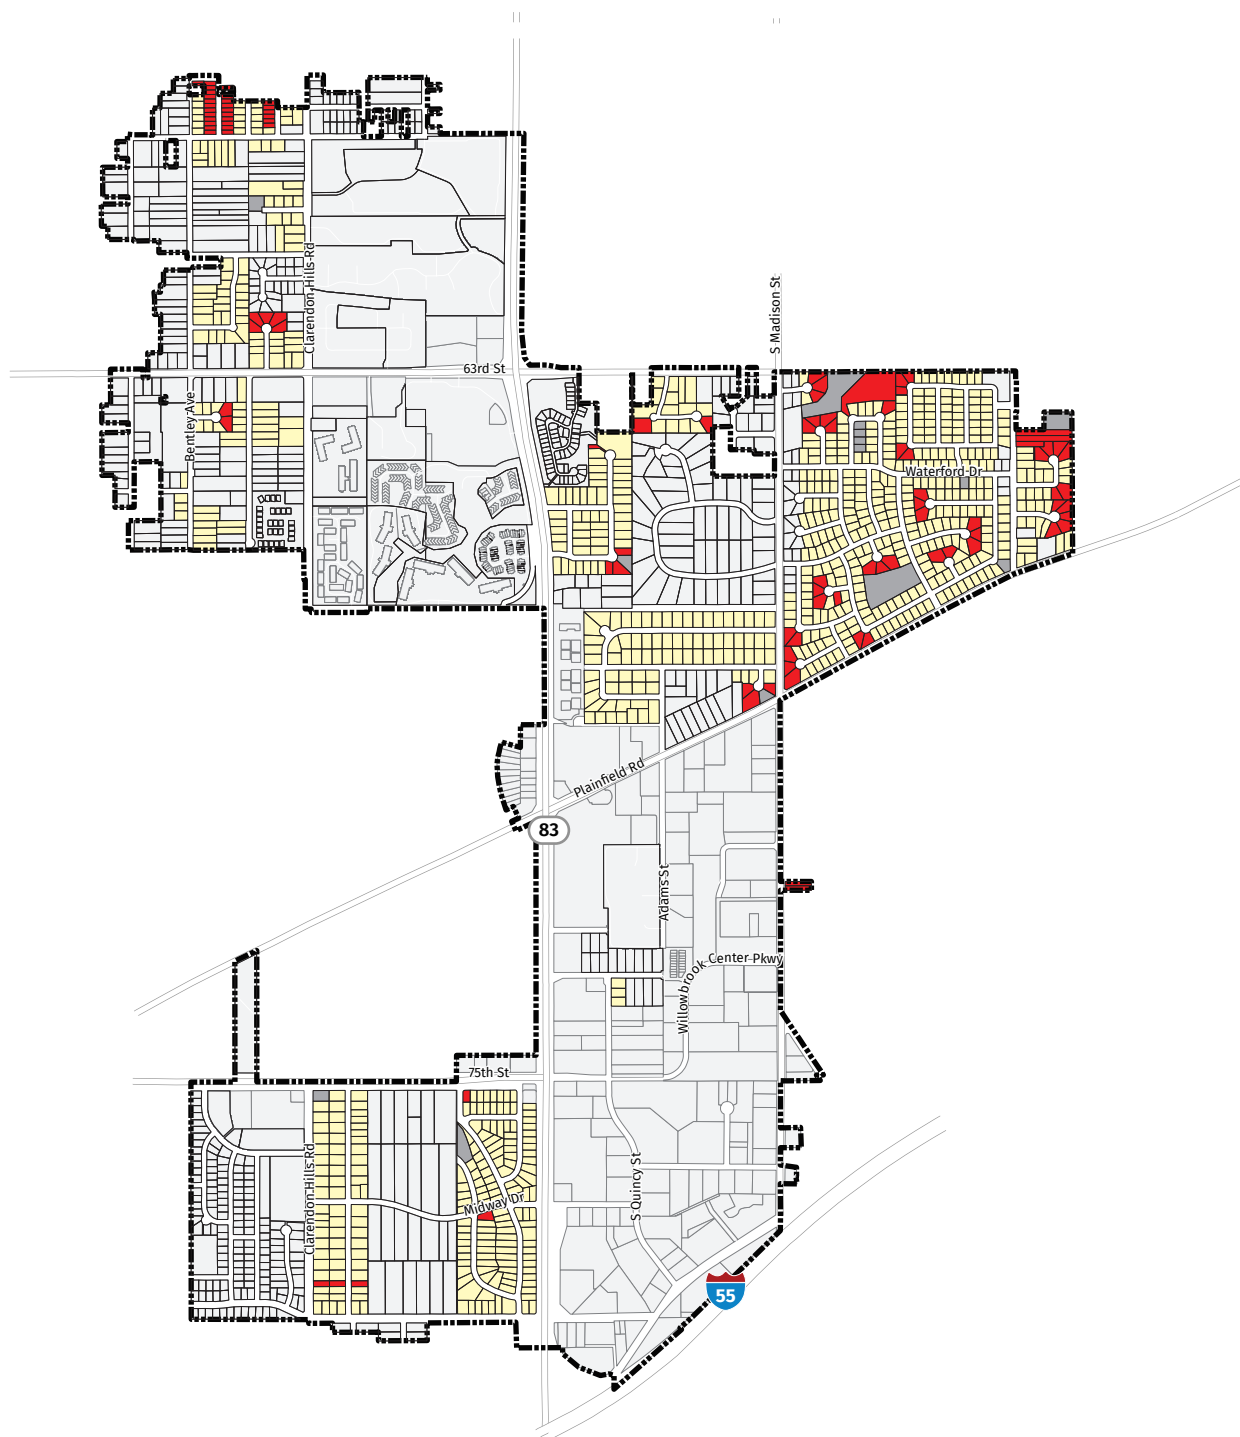 Clarendon Hills Rd
S Madison St
63rd St
Bentley Ave
Waterford Dr
Plainfield Rd
83
Adams St
Willowbrook Center Pkwy
75th St
Clarendon Hills Rd
S Quincy St
Midway Dr
55